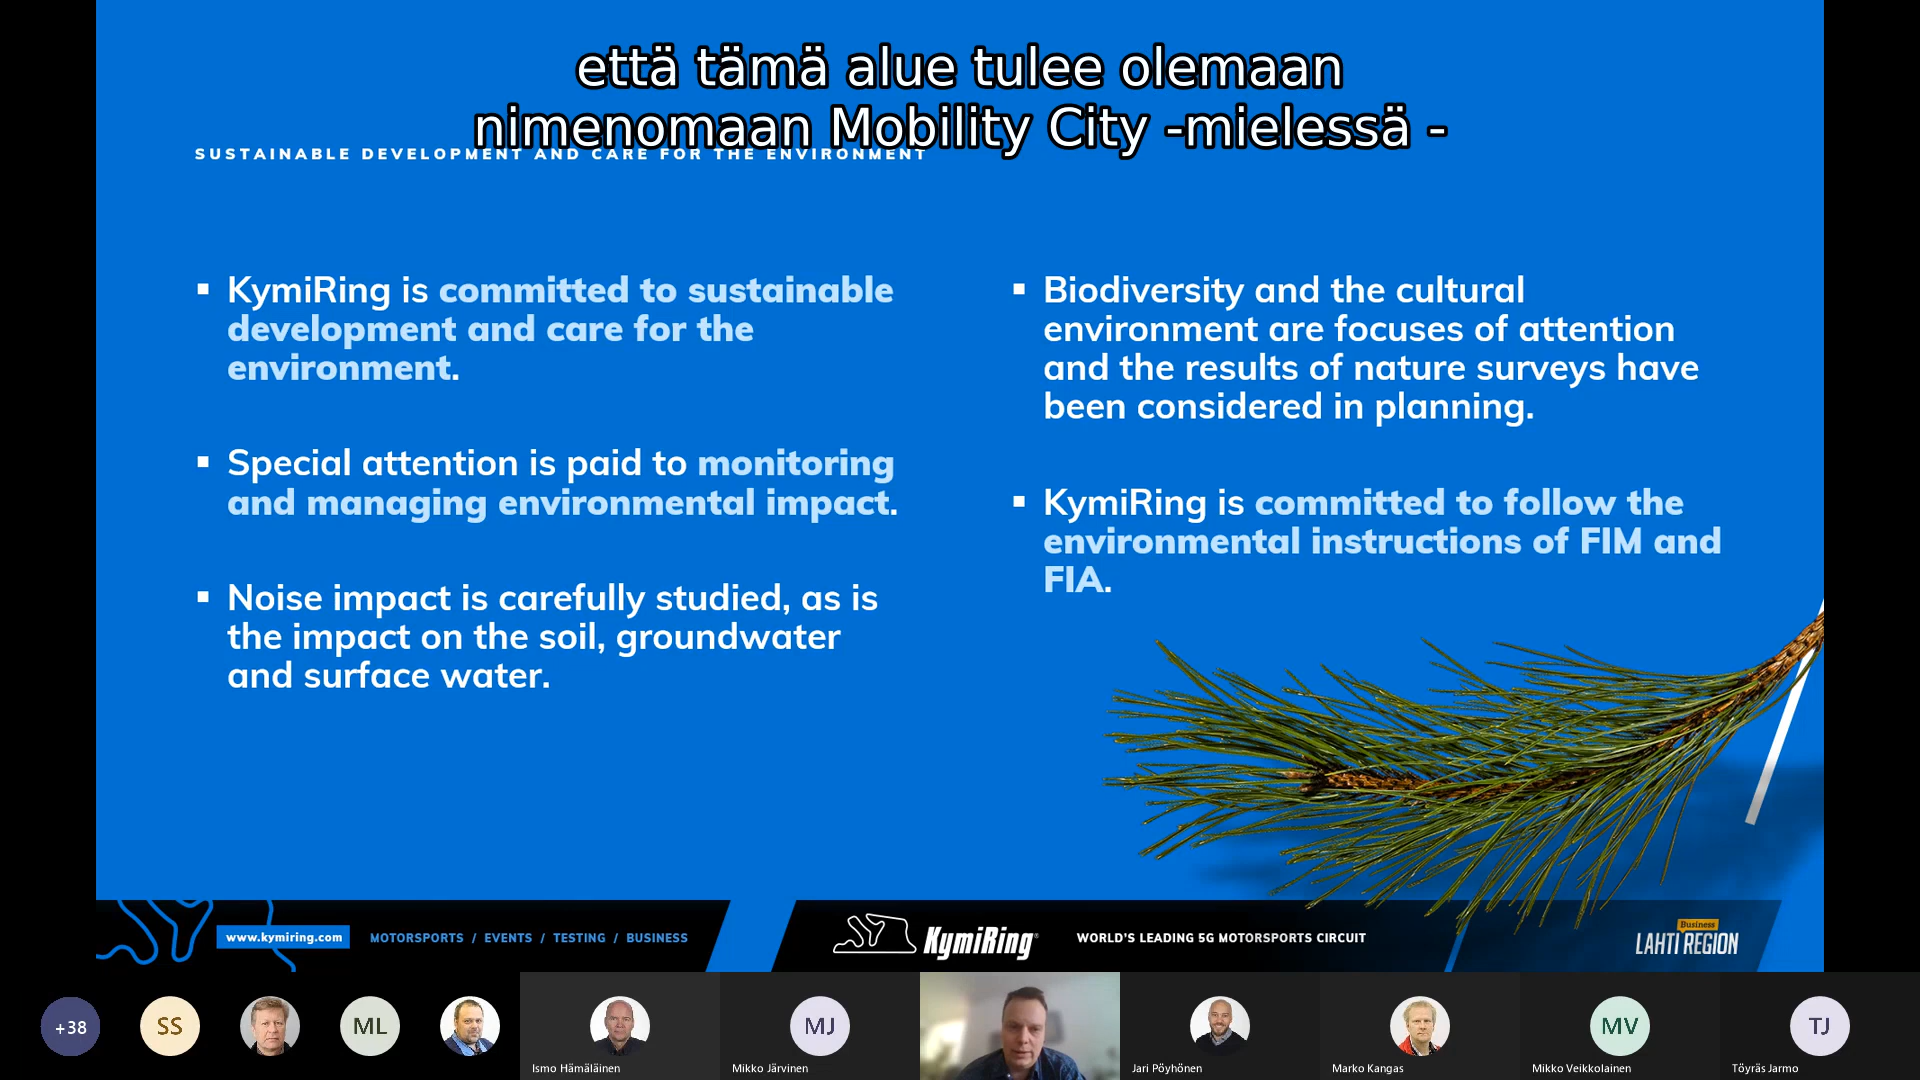 että tämä alue tulee olemaan
nimenomaan Mobility City -mielessä -
SUSTAINABLE DEVELOPMENT AND CARE FOR THE ENVIRONMENT
▪ KymiRing is committed to sustainable
development and care for the
environment.
▪ Special attention is paid to monitoring
and managing environmental impact.
▪ Noise impact is carefully studied, as is
the impact on the soil, groundwater
and surface water.
▪ Biodiversity and the cultural
environment are focuses of attention
and the results of nature surveys have
been considered in planning.
▪ KymiRing is committed to follow the
environmental instructions of FIM and
FIA.
www.kymiring.com
MOTORSPORTS / EVENTS / TESTING / BUSINESS
KymiRing®
WORLD'S LEADING 5G MOTORSPORTS CIRCUIT
Business
LAHTI REGION
+38
SS
ML
Ismo Hämäläinen
MJ
Mikko Järvinen
Jari Pöyhönen
Marko Kangas
MV
Mikko Veikkolainen
TJ
Töyräs Jarmo